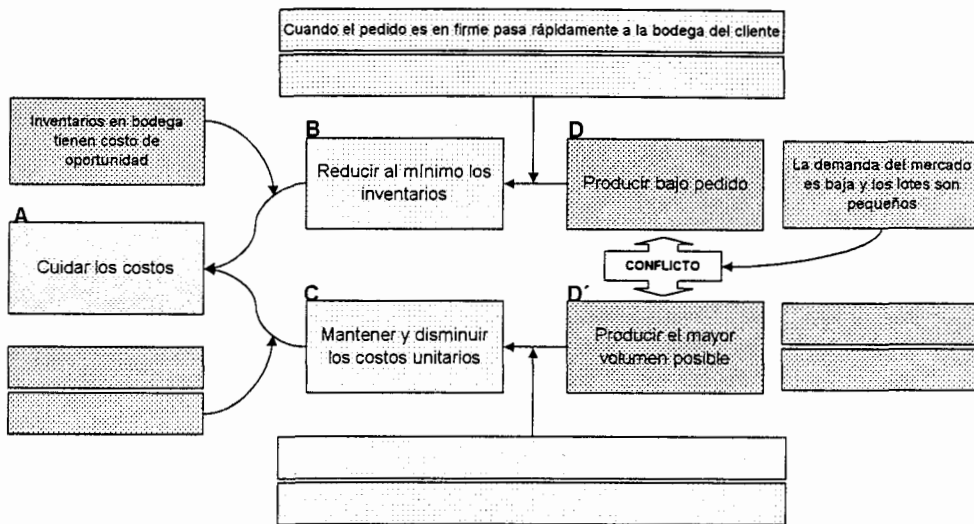 Cuando el pedido es en firme pasa rápidamente a la bodega del cliente
Inventarios en bodega
tienen costo de
oportunidad
B
Reducir al mínimo los
inventarios
D
Producir bajo pedido
La demanda del mercado
es baja y los lotes son
pequeños
A
Cuidar los costos
CONFLICTO
C
Mantener y disminuir
los costos unitarios
D´
Producir el mayor
volumen posible